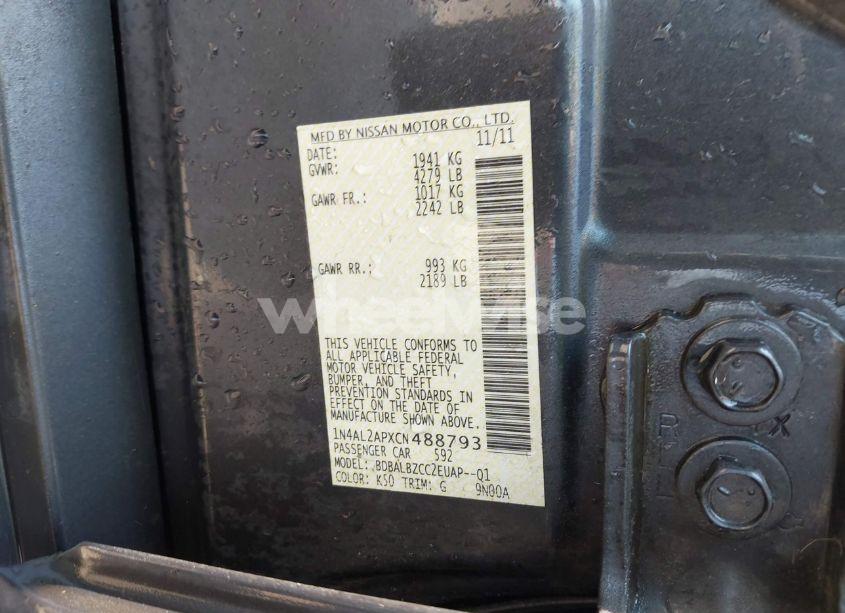 MFD BY NISSAN MOTOR CO., LTD.
DATE: 11/11
GVWR: 1941 KG
4279 LB
GAWR FR.: 1017 KG
2242 LB
GAWR RR.: 993 KG
2189 LB
wheelwise
THIS VEHICLE CONFORMS TO
ALL APPLICABLE FEDERAL
MOTOR VEHICLE SAFETY,
BUMPER, AND THEFT
PREVENTION STANDARDS IN
EFFECT ON THE DATE OF
MANUFACTURE SHOWN ABOVE.
1N4AL2APXCN488793
PASSENGER CAR 592
MODEL: BDBALBZCC2EUAP--Q1
COLOR: K50 TRIM: G 9N00A